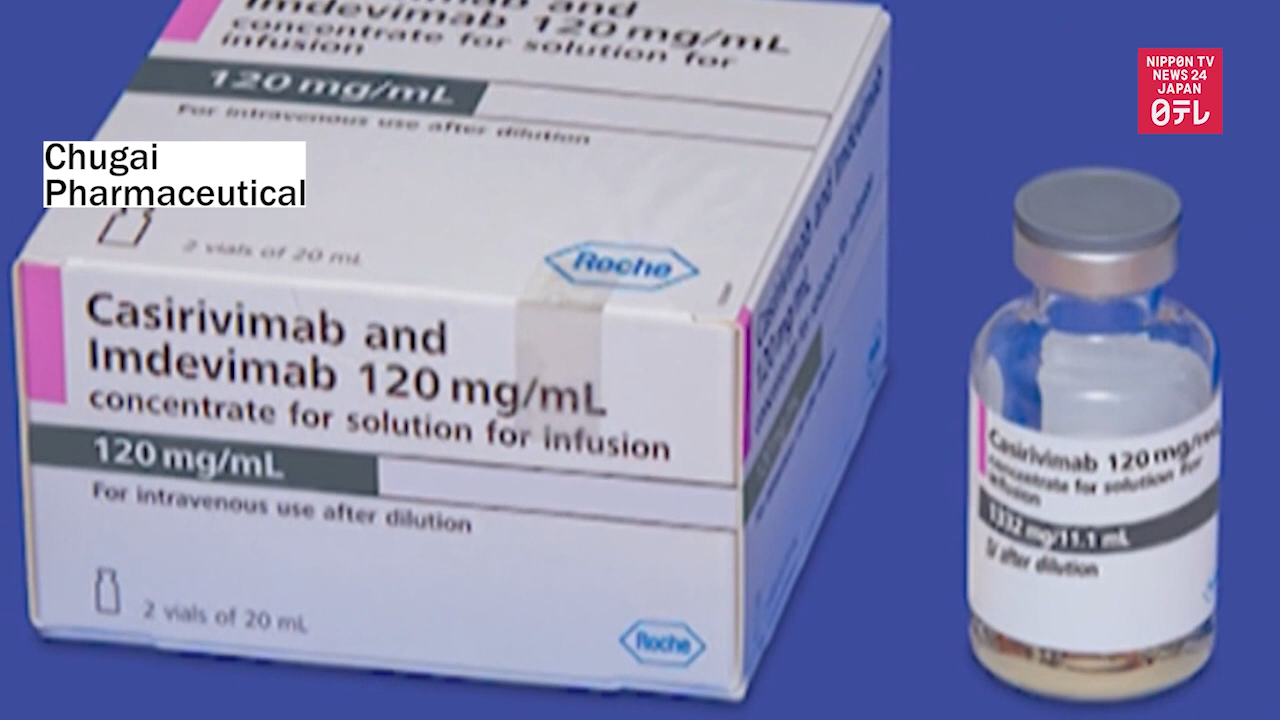 Imdevimab 120 mg/mL
concentrate for solution for
infusion
120 mg/mL
For intravenous use after dilution
2 vials of 20 mL
Roche
Chugai
Pharmaceutical
Casirivimab and
Imdevimab 120 mg/mL
concentrate for solution for infusion
120 mg/mL
For intravenous use after dilution
2 vials of 20 mL
Roche
NIPPON TV
NEWS 24
JAPAN
日テレ
Casirivimab 120 mg/mL
concentrate for solution for
infusion
1332 mg/11.1 mL
IV after dilution